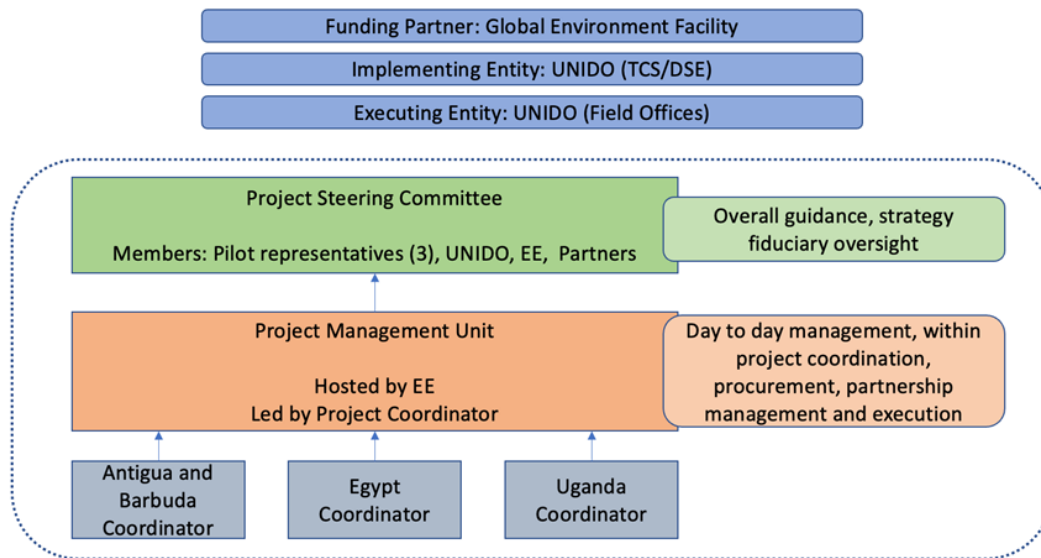 Funding Partner: Global Environment Facility
Implementing Entity: UNIDO (TCS/DSE)
Executing Entity: UNIDO (Field Offices)
Project Steering Committee
Members: Pilot representatives (3), UNIDO, EE, Partners
Overall guidance, strategy
fiduciary oversight
Project Management Unit
Hosted by EE
Led by Project Coordinator
Day to day management, within
project coordination,
procurement, partnership
management and execution
Antigua and
Barbuda
Coordinator
Egypt
Coordinator
Uganda
Coordinator